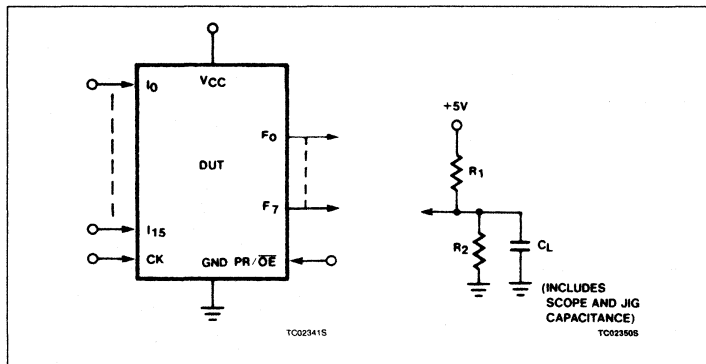 VCC
I0
F0
DUT
F7
I15
CK
GND PR/OE
TC02341S
+5V
R1
R2
CL
(INCLUDES
SCOPE AND JIG
CAPACITANCE)
TC02350S